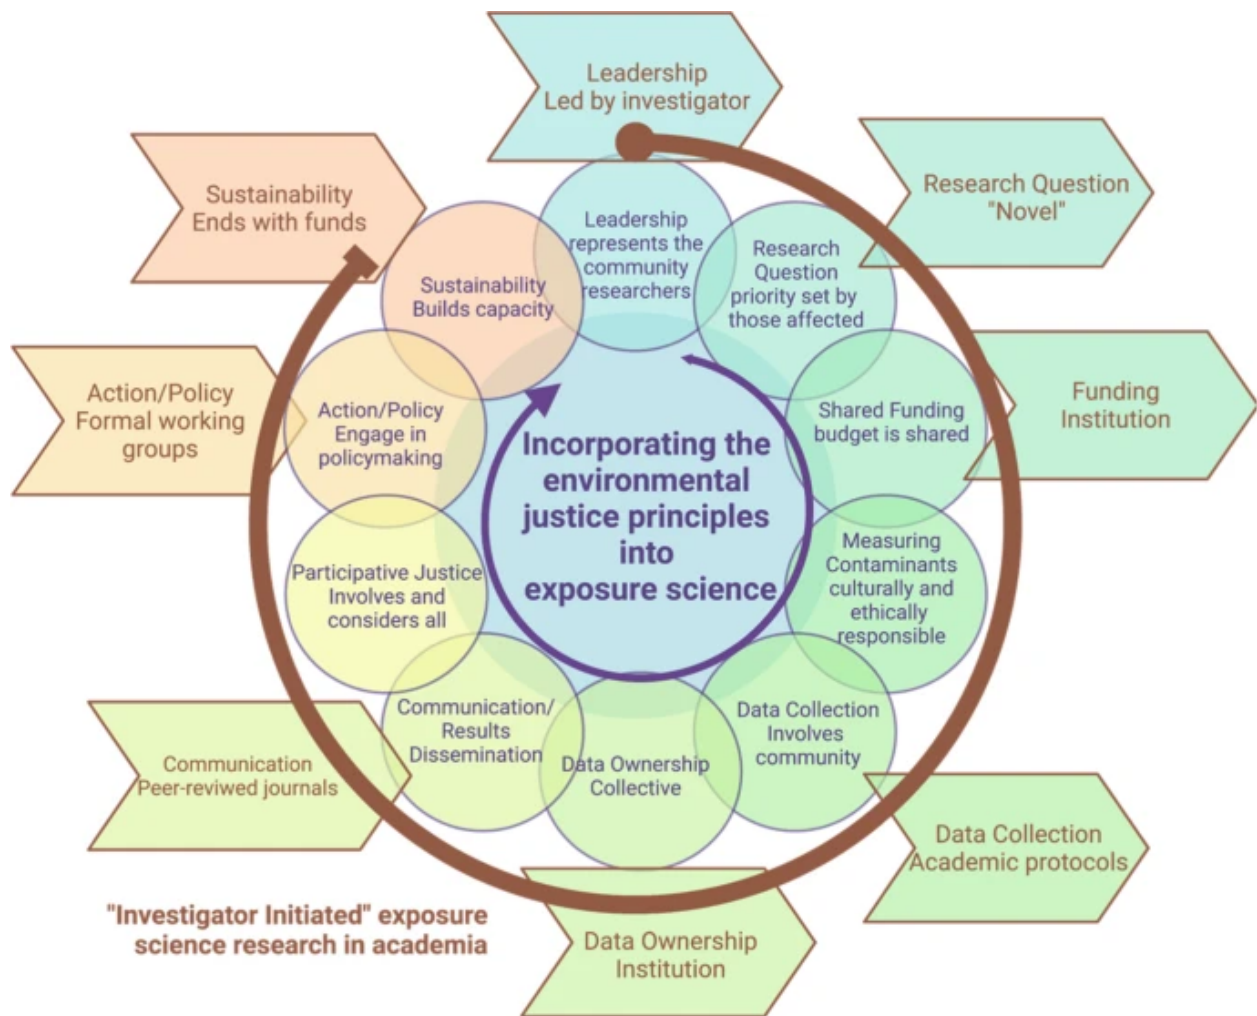 Leadership
Led by investigator
Research Question
"Novel"
Funding
Institution
Data Collection
Academic protocols
Data Ownership
Institution
Communication
Peer-reviwed journals
Action/Policy
Formal working
groups
Sustainability
Ends with funds
Leadership
represents the
community
researchers
Research
Question
priority set by
those affected
Shared Funding
budget is shared
Measuring
Contaminants
culturally and
ethically
responsible
Data Collection
Involves
community
Data Ownership
Collective
Communication/
Results
Dissemination
Participative Justice
Involves and
considers all
Action/Policy
Engage in
policymaking
Sustainability
Builds capacity
Incorporating the
environmental
justice principles
into
exposure science
"Investigator Initiated" exposure
science research in academia